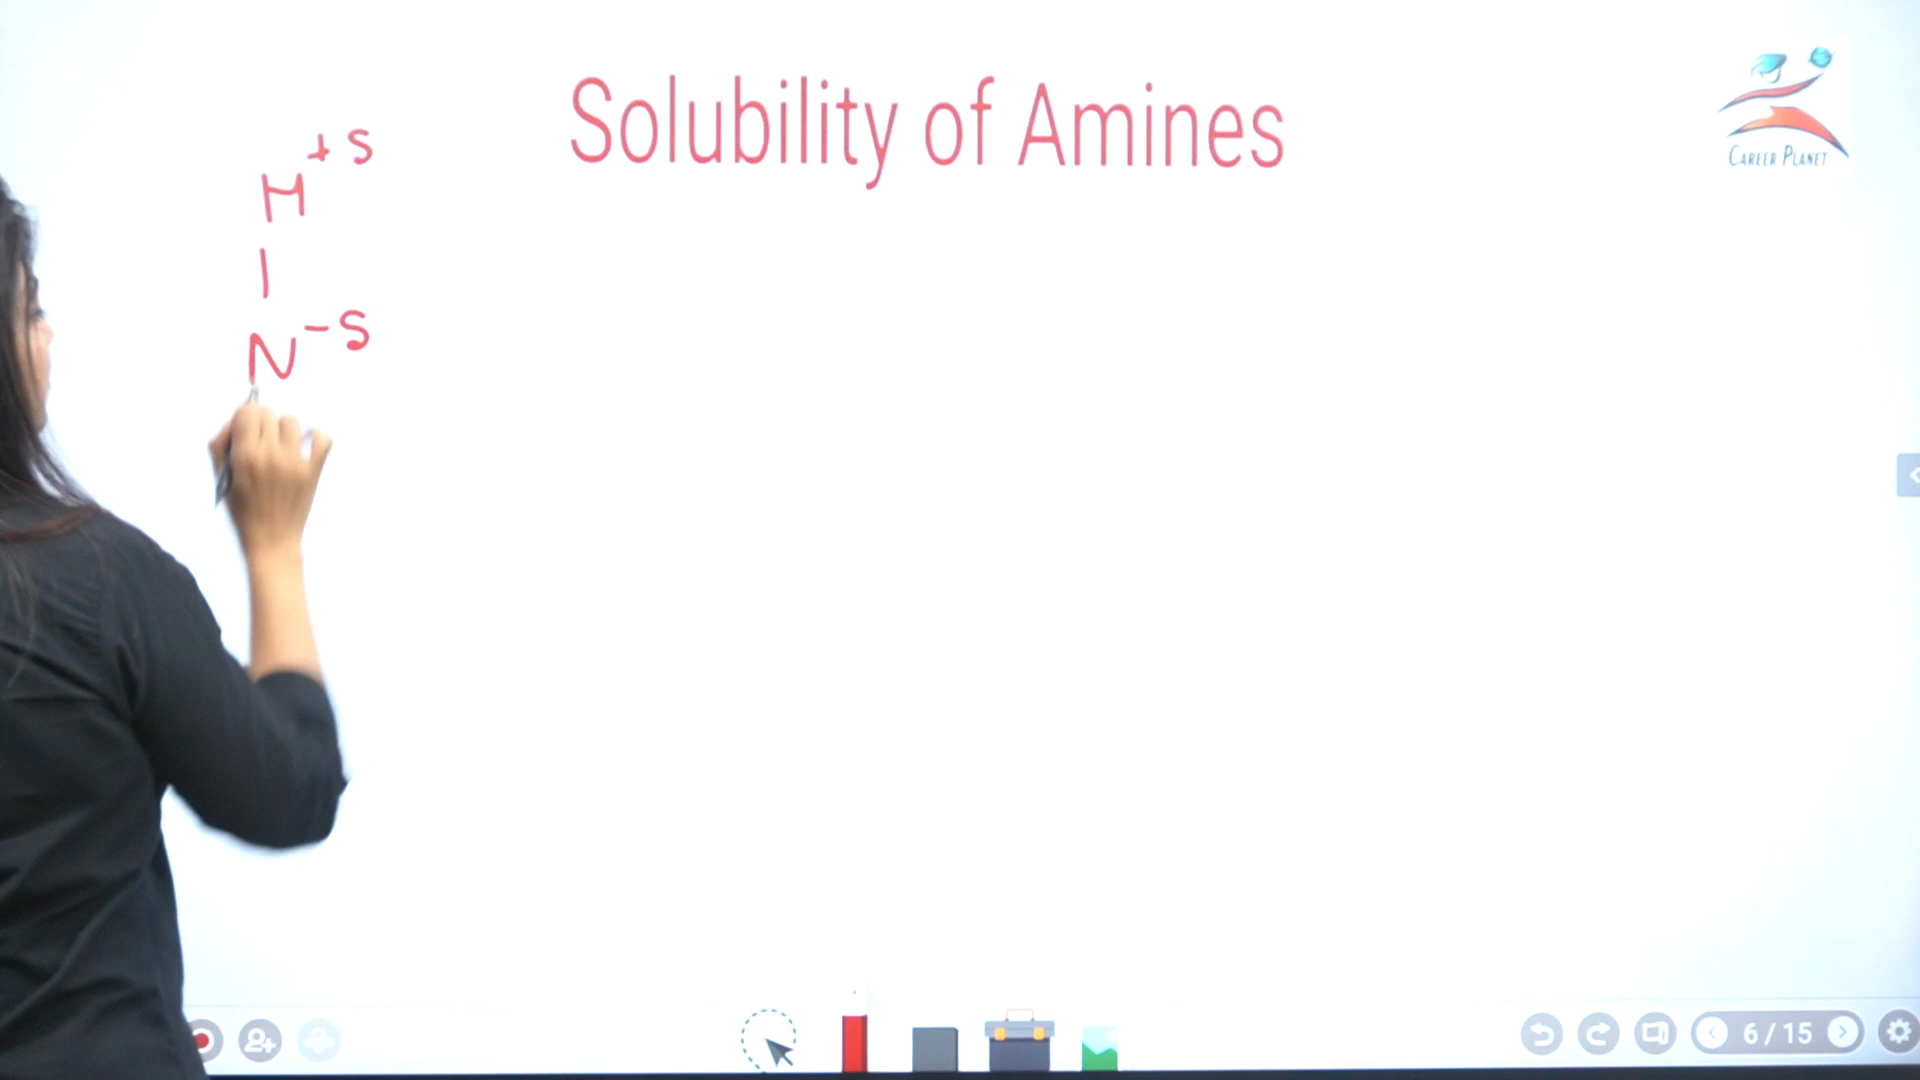 Solubility of Amines
CAREER PLANET
H+S
N-S
6/15